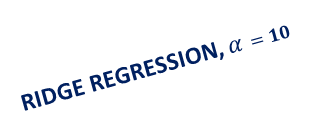 RIDGE REGRESSION, α = 10